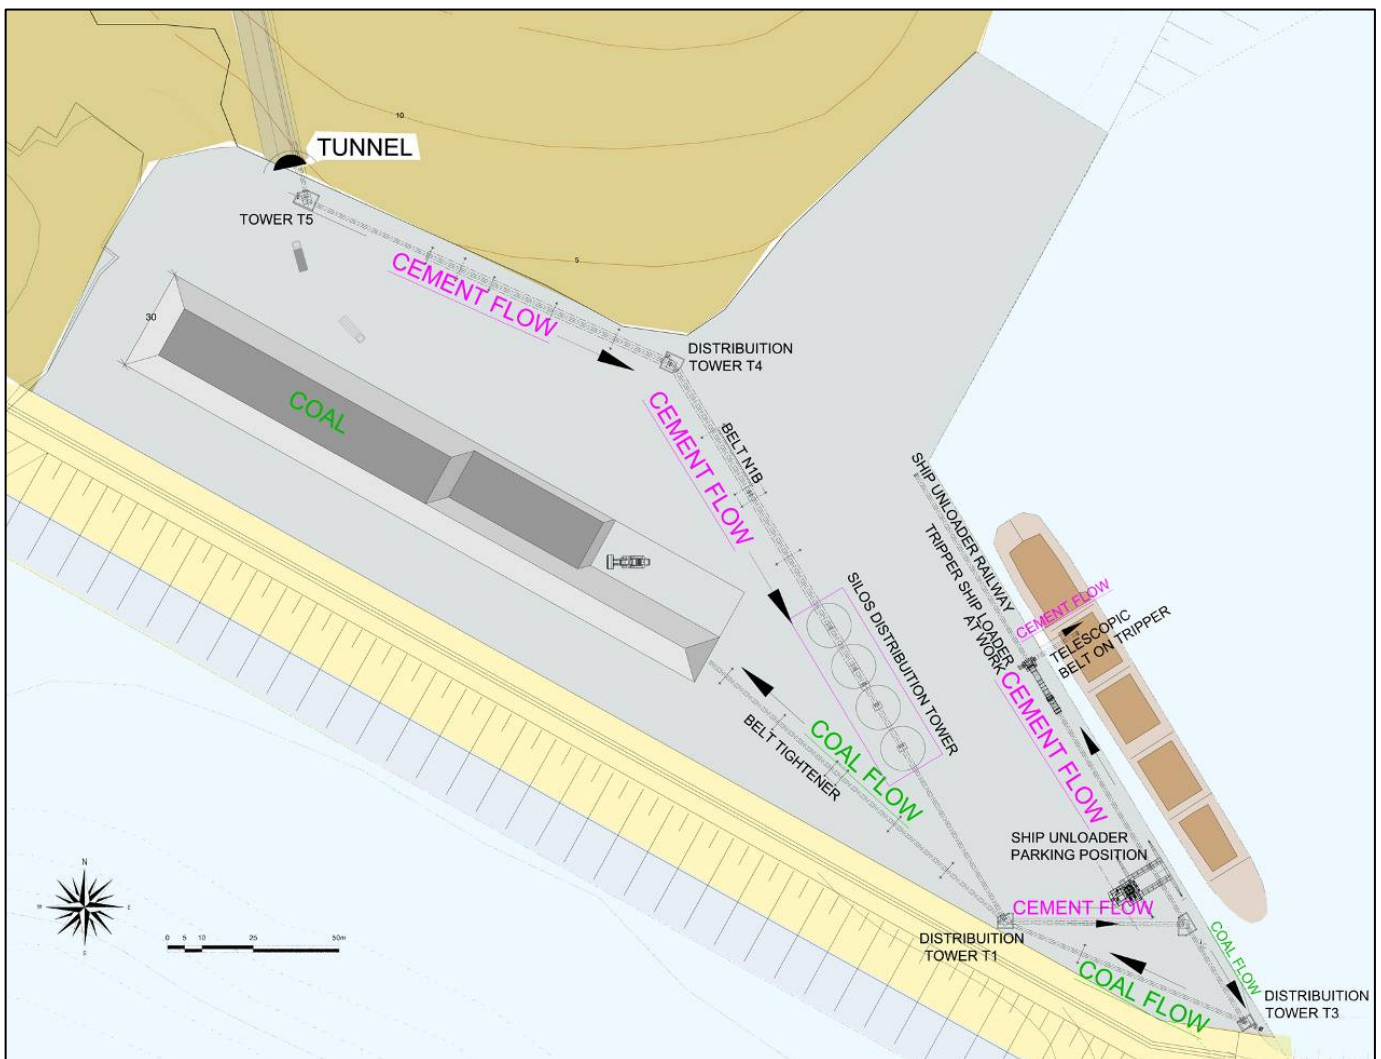 10
TUNNEL
TOWER T5
5
CEMENT FLOW
30
DISTRIBUITION
TOWER T4
COAL
CEMENT FLOW
BELT N1B
SHIP UNLOADER RAILWAY
TRIPPER SHIP LOADER
AT WORK
CEMENT FLOW
TELESCOPIC
BELT ON TRIPPER
SILOS DISTRIBUITION TOWER
CEMENT FLOW
COAL FLOW
BELT TIGHTENER
SHIP UNLOADER
PARKING POSITION
N
E
S
CEMENT FLOW
DISTRIBUITION
TOWER T1
COAL FLOW
COAL FLOW
DISTRIBUITION
TOWER T3
0 5 10 25 50m